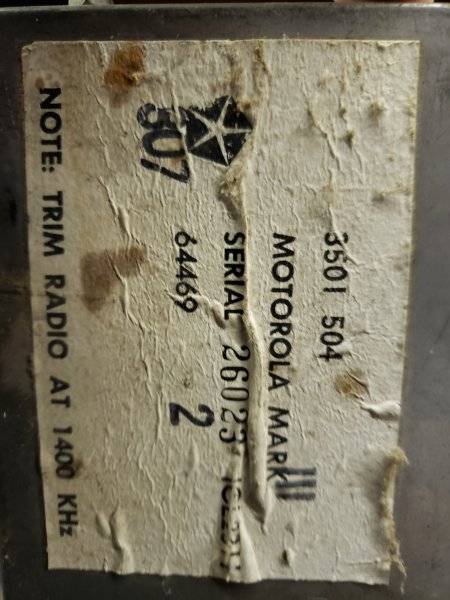 3501 504
MOTOROLA MARK III
SERIAL 26023
64469 2
507
NOTE: TRIM RADIO AT 1400 KHz